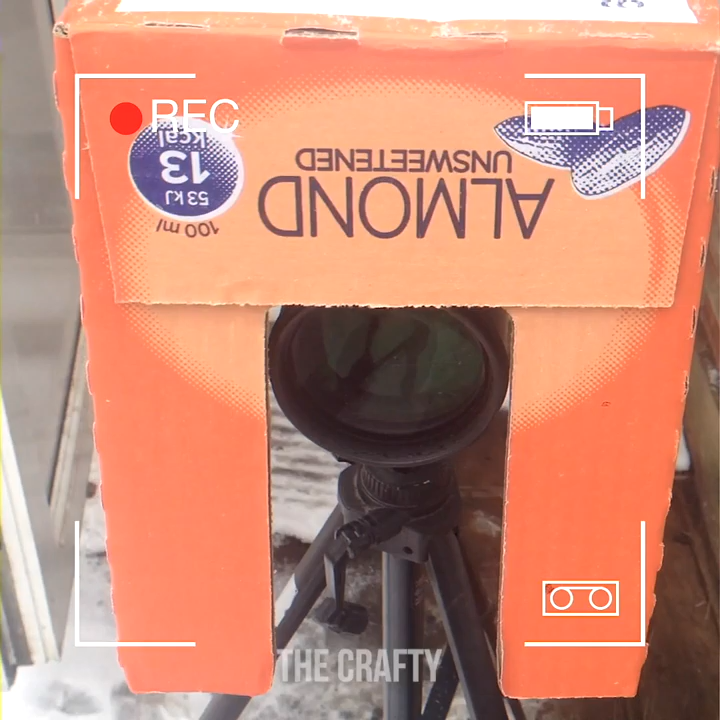 REC
ALMOND
UNSWEETENED
100 ml
53 kJ
13
kcal
THE CRAFTY